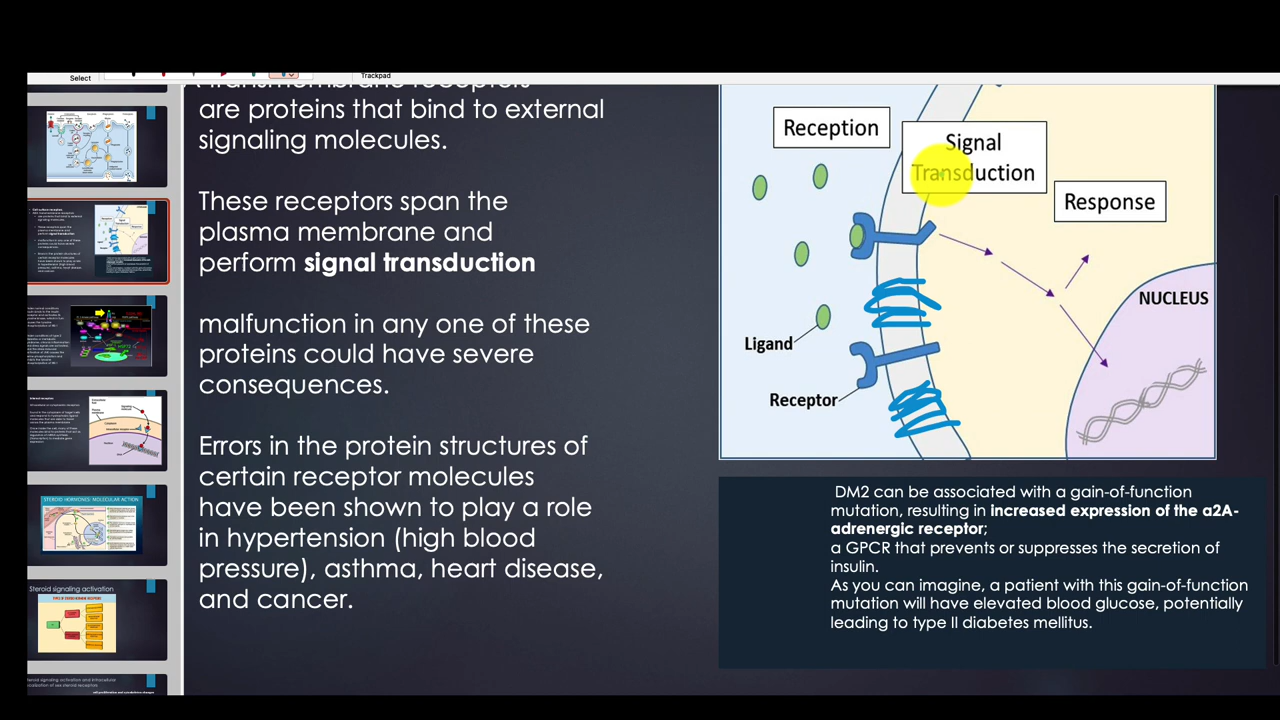 Select
Trackpad
transmembrane receptors
are proteins that bind to external
signaling molecules.
These receptors span the
plasma membrane and
perform signal transduction
malfunction in any one of these
proteins could have severe
consequences.
Errors in the protein structures of
certain receptor molecules
have been shown to play a role
in hypertension (high blood
pressure), asthma, heart disease,
and cancer.
Reception
Signal
Transduction
Response
NUCLEUS
Ligand
Receptor
DM2 can be associated with a gain-of-function
mutation, resulting in increased expression of the a2A-
adrenergic receptor;
a GPCR that prevents or suppresses the secretion of
insulin.
As you can imagine, a patient with this gain-of-function
mutation will have elevated blood glucose, potentially
leading to type II diabetes mellitus.
STEROID HORMONES: MOLECULAR ACTION
Steroid signaling activation